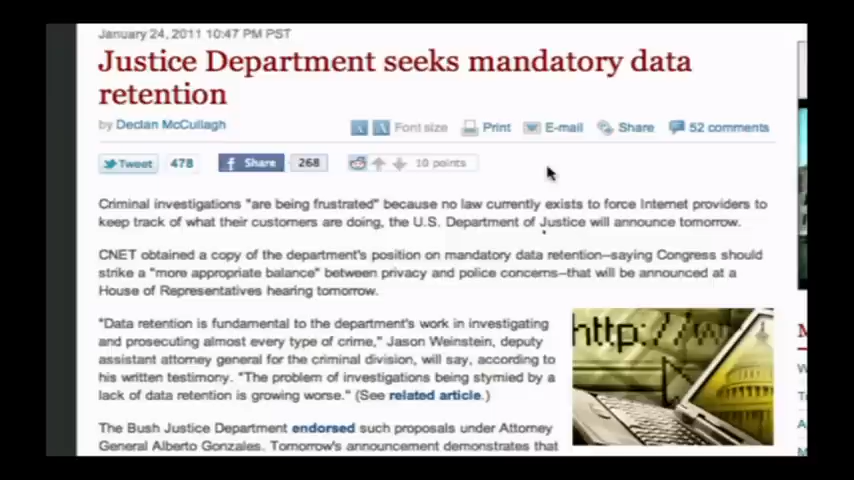 January 24, 2011 10:47 PM PST
Justice Department seeks mandatory data
retention
by Declan McCullagh
Font size Print E-mail Share 52 comments
Tweet 478 Share 268 10 points
Criminal investigations "are being frustrated" because no law currently exists to force Internet providers to
keep track of what their customers are doing, the U.S. Department of Justice will announce tomorrow.
CNET obtained a copy of the department's position on mandatory data retention--saying Congress should
strike a "more appropriate balance" between privacy and police concerns--that will be announced at a
House of Representatives hearing tomorrow.
"Data retention is fundamental to the department's work in investigating
and prosecuting almost every type of crime," Jason Weinstein, deputy
assistant attorney general for the criminal division, will say, according to
his written testimony. "The problem of investigations being stymied by a
lack of data retention is growing worse." (See related article.)
The Bush Justice Department endorsed such proposals under Attorney
General Alberto Gonzales. Tomorrow's announcement demonstrates that
http://w